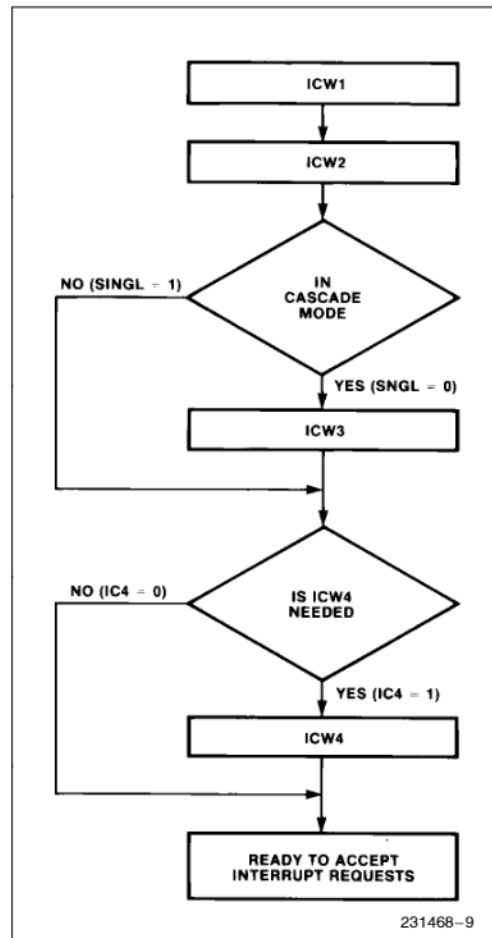 ICW1
ICW2
NO (SINGL = 1)
IN
CASCADE
MODE
YES (SNGL = 0)
ICW3
NO (IC4 = 0)
IS ICW4
NEEDED
YES (IC4 = 1)
ICW4
READY TO ACCEPT
INTERRUPT REQUESTS
231468–9